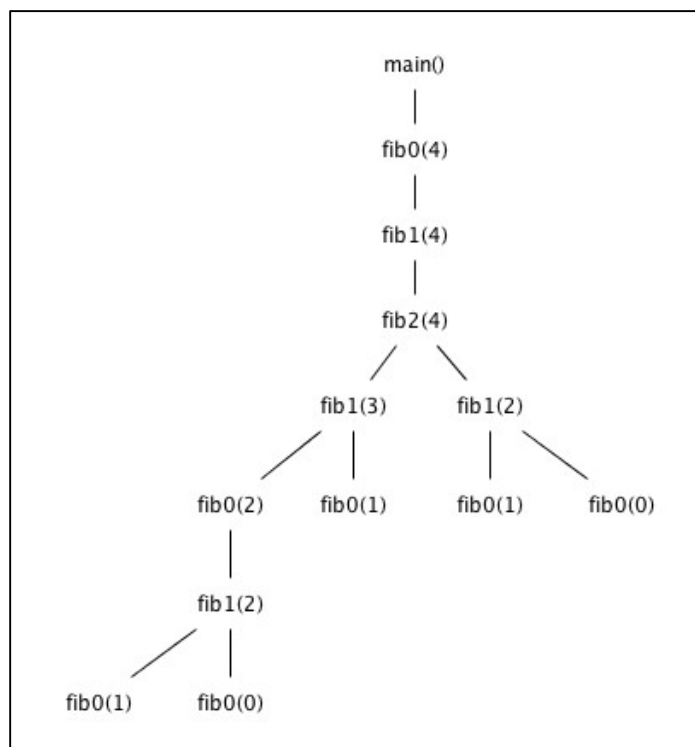 main()
fib0(4)
fib1(4)
fib2(4)
fib1(3) fib1(2)
fib0(2) fib0(1) fib0(1) fib0(0)
fib1(2)
fib0(1) fib0(0)